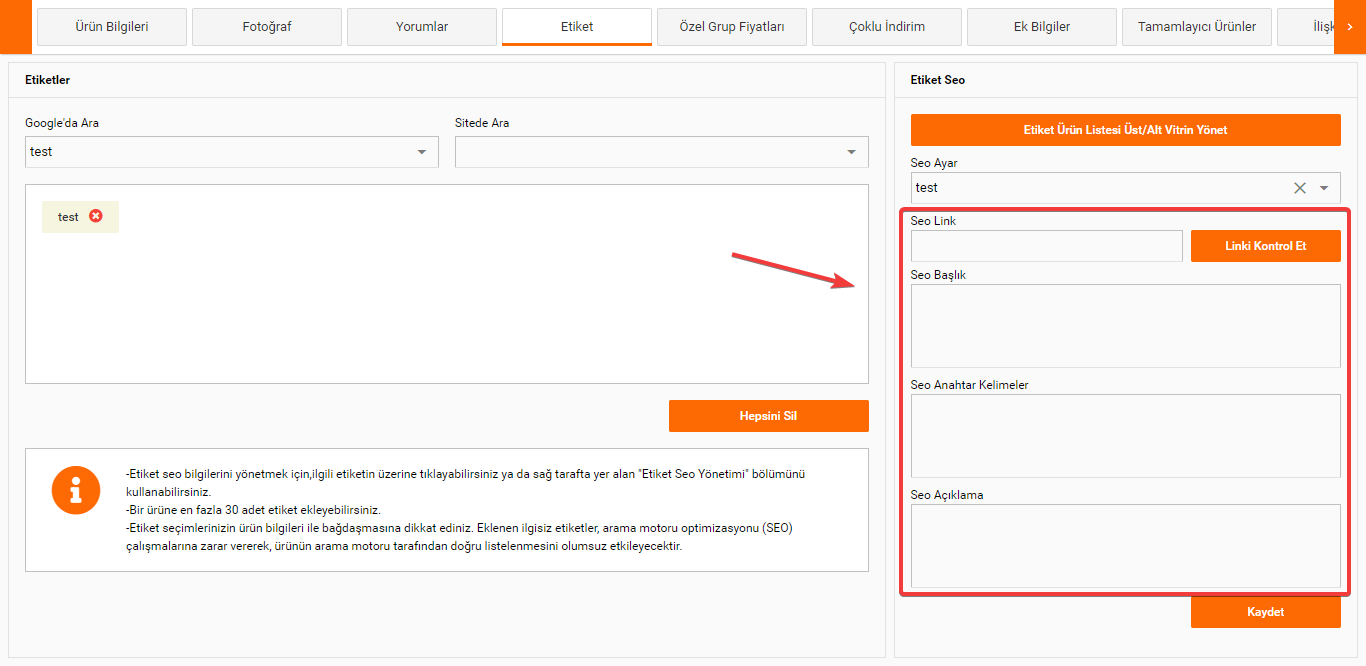 Ürün Bilgileri
Fotoğraf
Yorumlar
Etiket
Özel Grup Fiyatları
Çoklu İndirim
Ek Bilgiler
Tamamlayıcı Ürünler
Etiketler
Google'da Ara
Sitede Ara
test
test
Hepsini Sil
-Etiket seo bilgilerini yönetmek için,ilgili etiketin üzerine tıklayabilirsiniz ya da sağ tarafta yer alan "Etiket Seo Yönetimi" bölümünü
kullanabilirsiniz.
-Bir ürüne en fazla 30 adet etiket ekleyebilirsiniz.
-Etiket seçimlerinizin ürün bilgileri ile bağdaşmasına dikkat ediniz. Eklenen ilgisiz etiketler, arama motoru optimizasyonu (SEO)
çalışmalarına zarar vererek, ürünün arama motoru tarafından doğru listelenmesini olumsuz etkileyecektir.
Etiket Seo
Etiket Ürün Listesi Üst/Alt Vitrin Yönet
Seo Ayar
test
Seo Link
Linki Kontrol Et
Seo Başlık
Seo Anahtar Kelimeler
Seo Açıklama
Kaydet